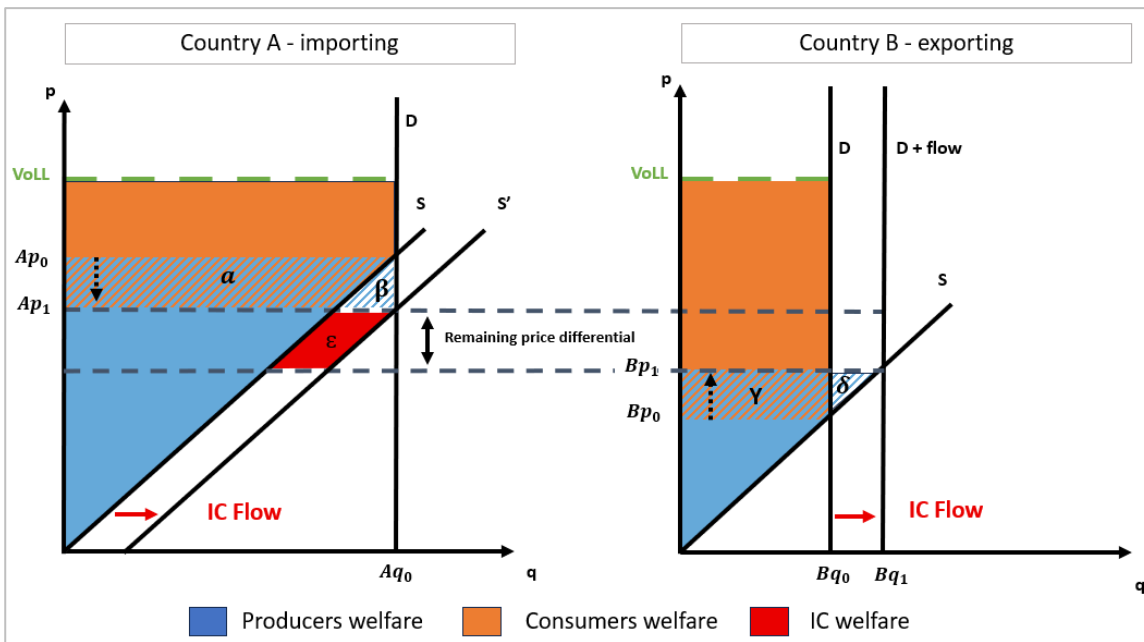 Country A - importing
Country B - exporting
p
D
VoLL
S
S'
Ap₀
Ap₁
α
β
ε
Remaining price differential
IC Flow
Aq₀
q
p
D
D + flow
VoLL
S
Bp₁
Bp₀
γ
δ
IC Flow
Bq₀
Bq₁
q
Producers welfare
Consumers welfare
IC welfare